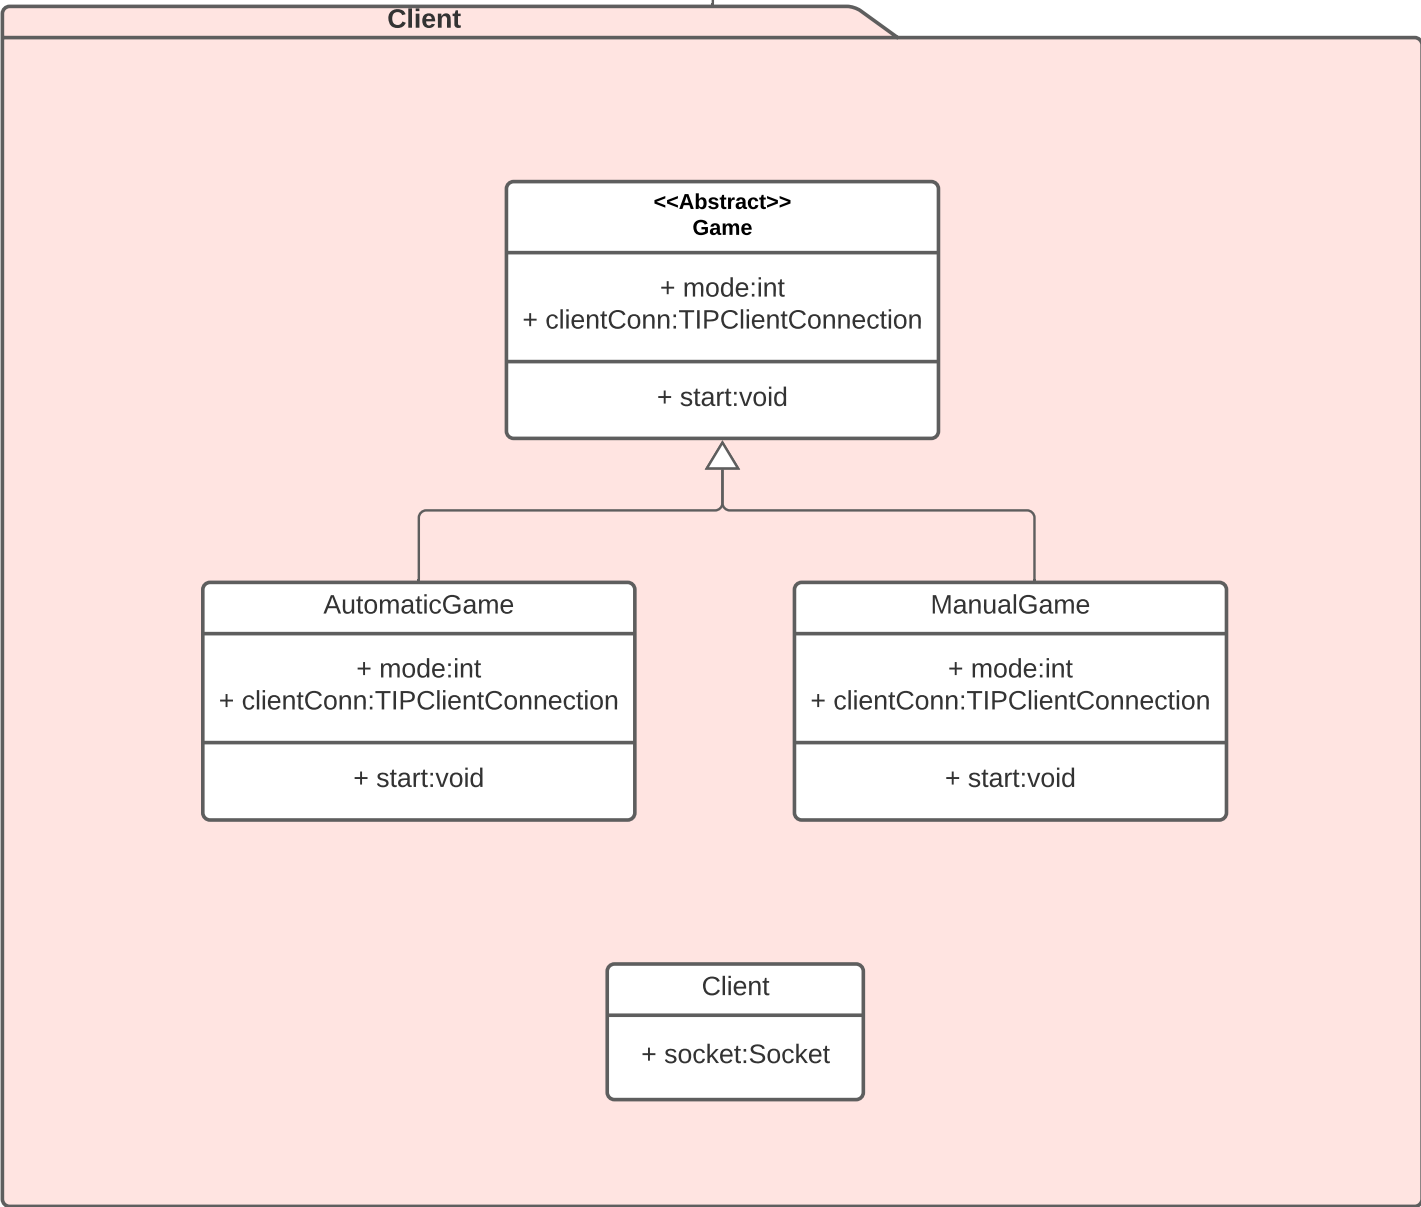 Client
<<Abstract>>
Game
+ mode:int
+ clientConn:TIPClientConnection
+ start:void
AutomaticGame
+ mode:int
+ clientConn:TIPClientConnection
+ start:void
ManualGame
+ mode:int
+ clientConn:TIPClientConnection
+ start:void
Client
+ socket:Socket